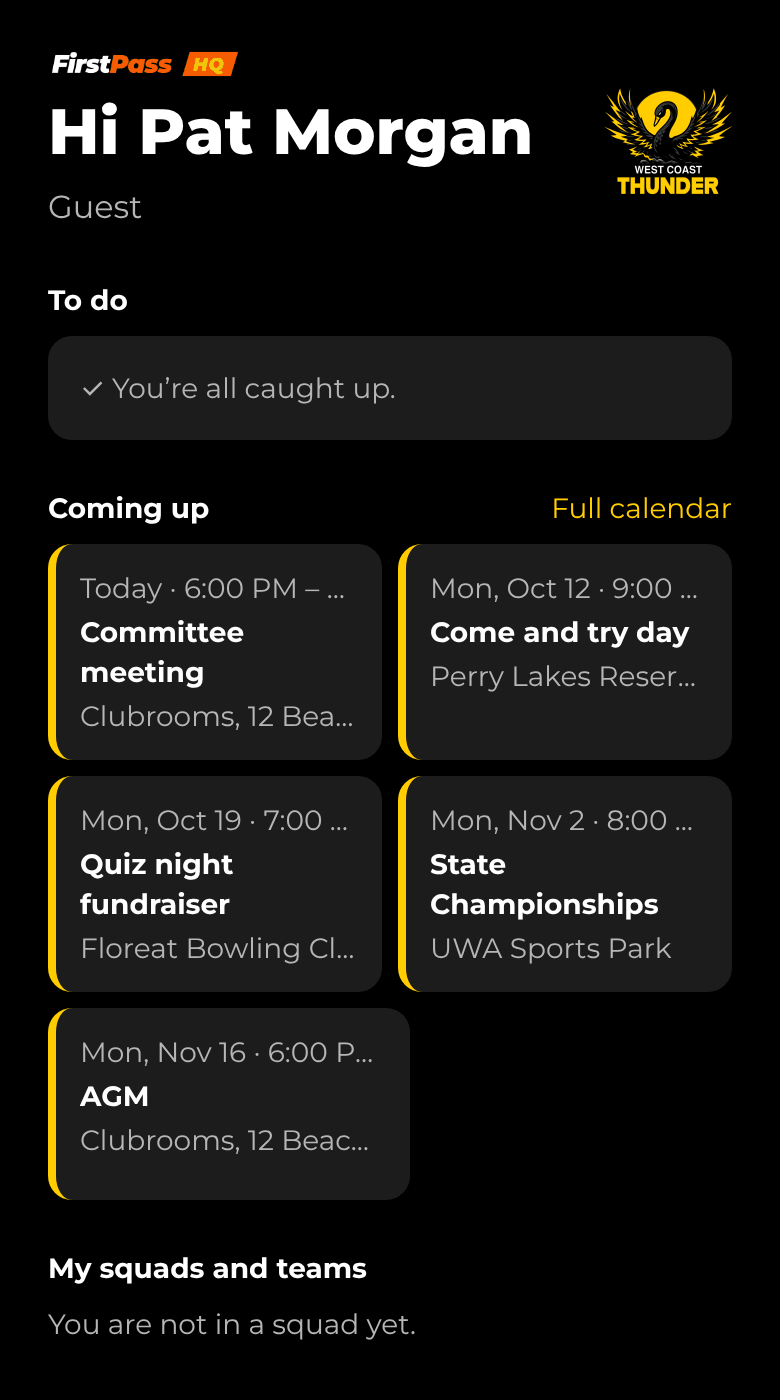 FirstPass HQ
Hi Pat Morgan
WEST COAST
THUNDER
Guest
To do
✓ You’re all caught up.
Coming up
Full calendar
Today · 6:00 PM – ...
Committee
meeting
Clubrooms, 12 Bea...
Mon, Oct 12 · 9:00 ...
Come and try day
Perry Lakes Reser...
Mon, Oct 19 · 7:00 ...
Quiz night
fundraiser
Floreat Bowling Cl...
Mon, Nov 2 · 8:00 ...
State
Championships
UWA Sports Park
Mon, Nov 16 · 6:00 P...
AGM
Clubrooms, 12 Beac...
My squads and teams
You are not in a squad yet.